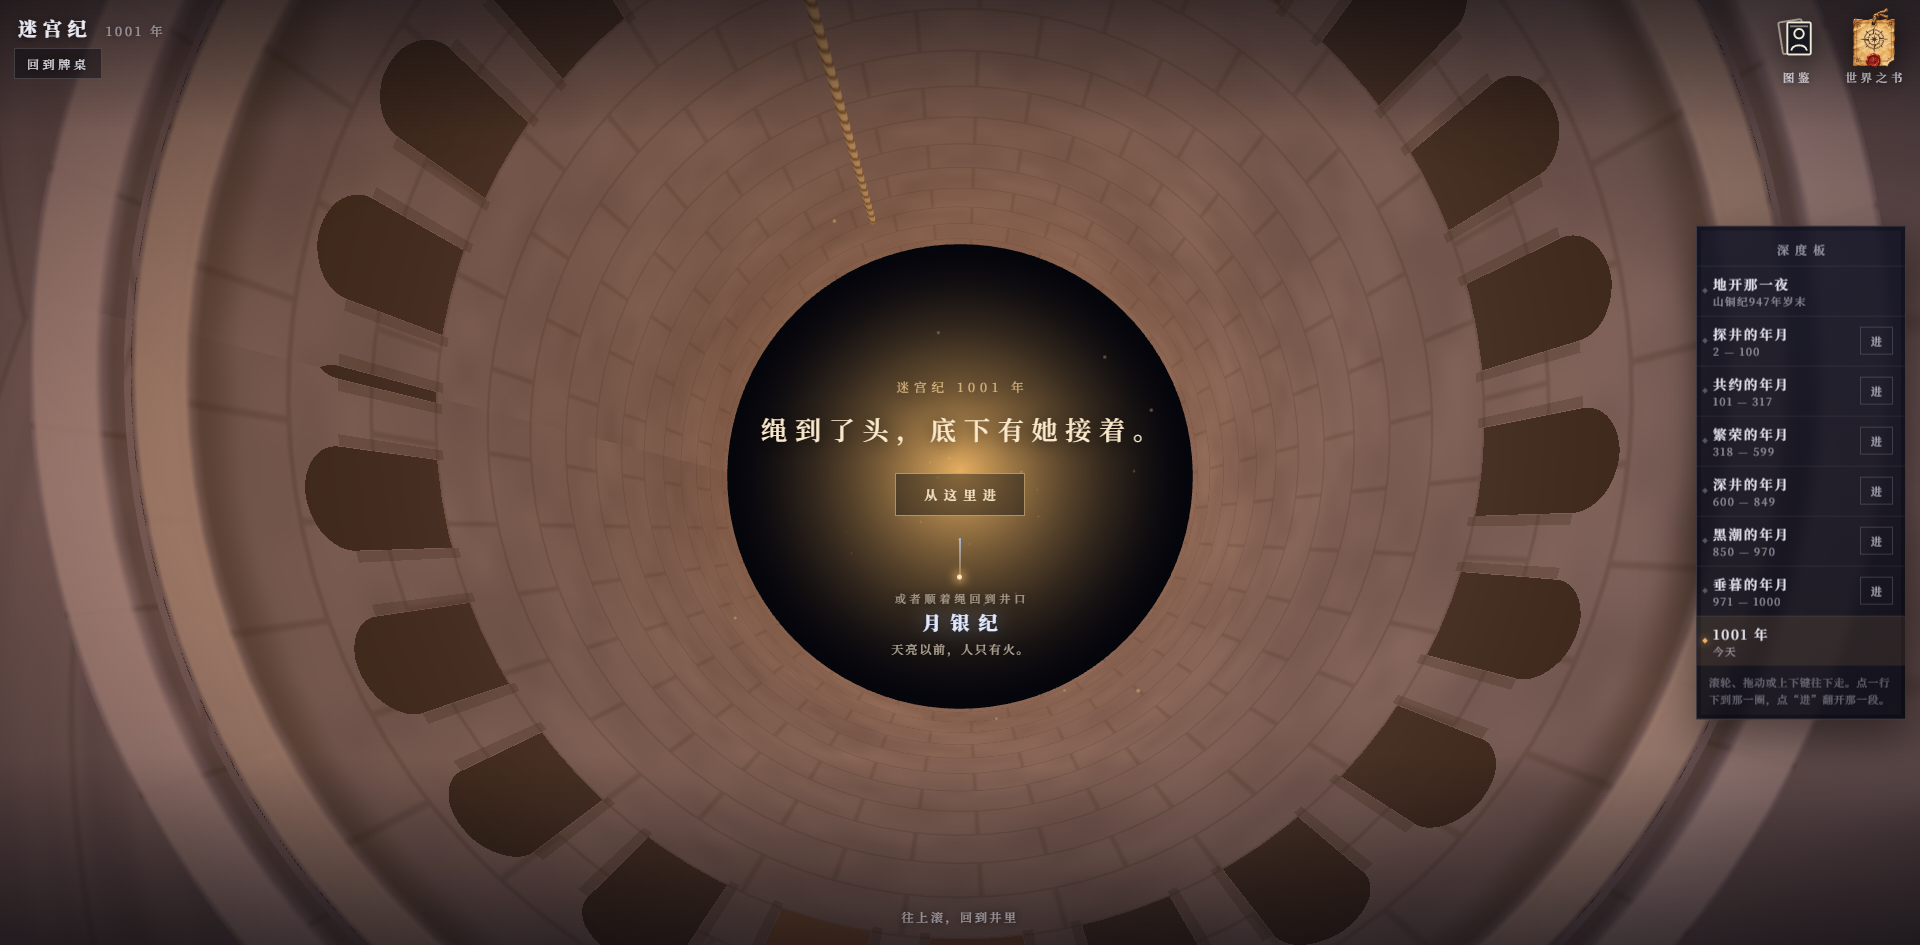 迷宫纪 1001 年
回到牌桌
图鉴
世界之书
迷宫纪 1001 年
绳到了头，底下有她接着。
从这里进
或者顺着绳回到井口
月银纪
天亮以前，人只有火。
往上滚，回到井里
深度板
地开那一夜
山铜纪947年岁末
探井的年月
2 — 100
进
共约的年月
101 — 317
进
繁荣的年月
318 — 599
进
深井的年月
600 — 849
进
黑潮的年月
850 — 970
进
垂暮的年月
971 — 1000
进
1001 年
今天
滚轮、拖动或上下键往下走。点一行
下到那一圈，点“进”翻开那一段。